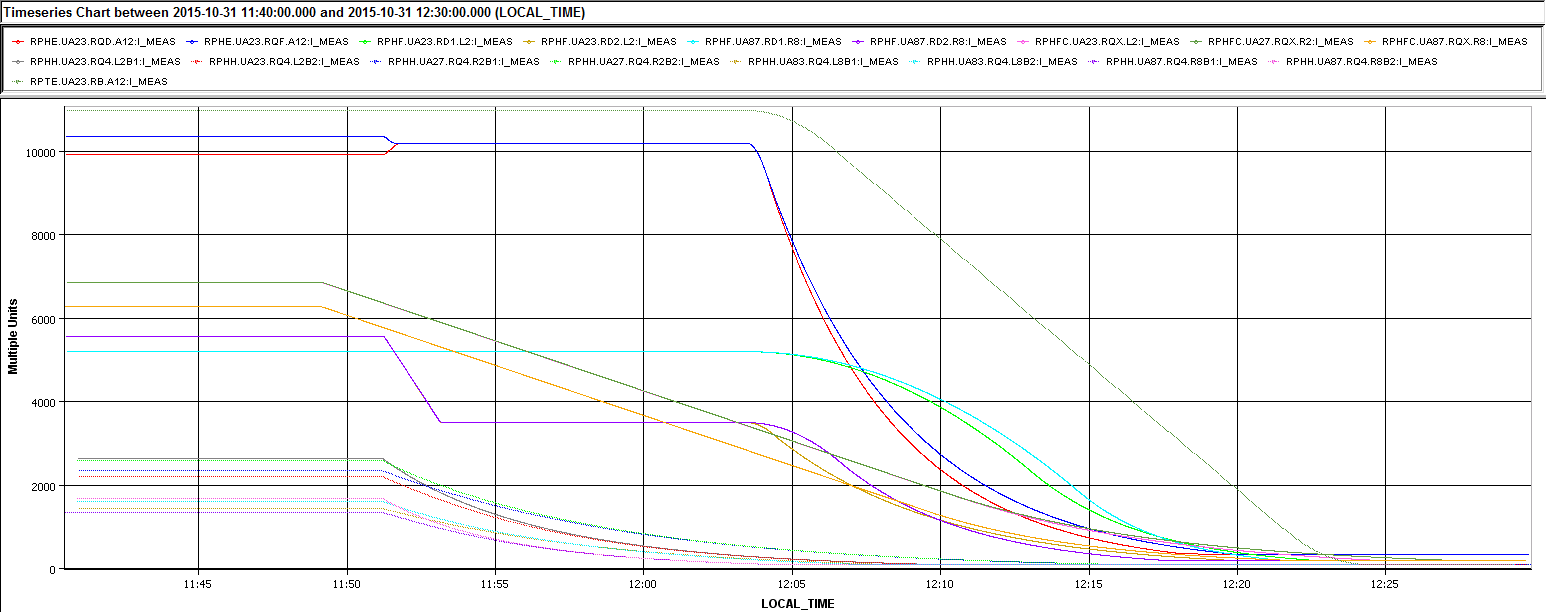 Timeseries Chart between 2015-10-31 11:40:00.000 and 2015-10-31 12:30:00.000 (LOCAL_TIME)
RPHE.UA23.RQD.A12:I_MEAS RPHE.UA23.RQF.A12:I_MEAS RPHF.UA23.RD1.L2:I_MEAS RPHF.UA23.RD2.L2:I_MEAS RPHF.UA87.RD1.R8:I_MEAS RPHF.UA87.RD2.R8:I_MEAS RPHFC.UA23.RQX.L2:I_MEAS RPHFC.UA27.RQX.R2:I_MEAS RPHFC.UA87.RQX.R8:I_MEAS
RPHH.UA23.RQ4.L2B1:I_MEAS RPHH.UA23.RQ4.L2B2:I_MEAS RPHH.UA27.RQ4.R2B1:I_MEAS RPHH.UA27.RQ4.R2B2:I_MEAS RPHH.UA83.RQ4.L8B1:I_MEAS RPHH.UA83.RQ4.L8B2:I_MEAS RPHH.UA87.RQ4.R8B1:I_MEAS RPHH.UA87.RQ4.R8B2:I_MEAS
RPTE.UA23.RB.A12:I_MEAS
10000
8000
6000
4000
2000
0
Multiple Units
11:45 11:50 11:55 12:00 12:05 12:10 12:15 12:20 12:25
LOCAL_TIME